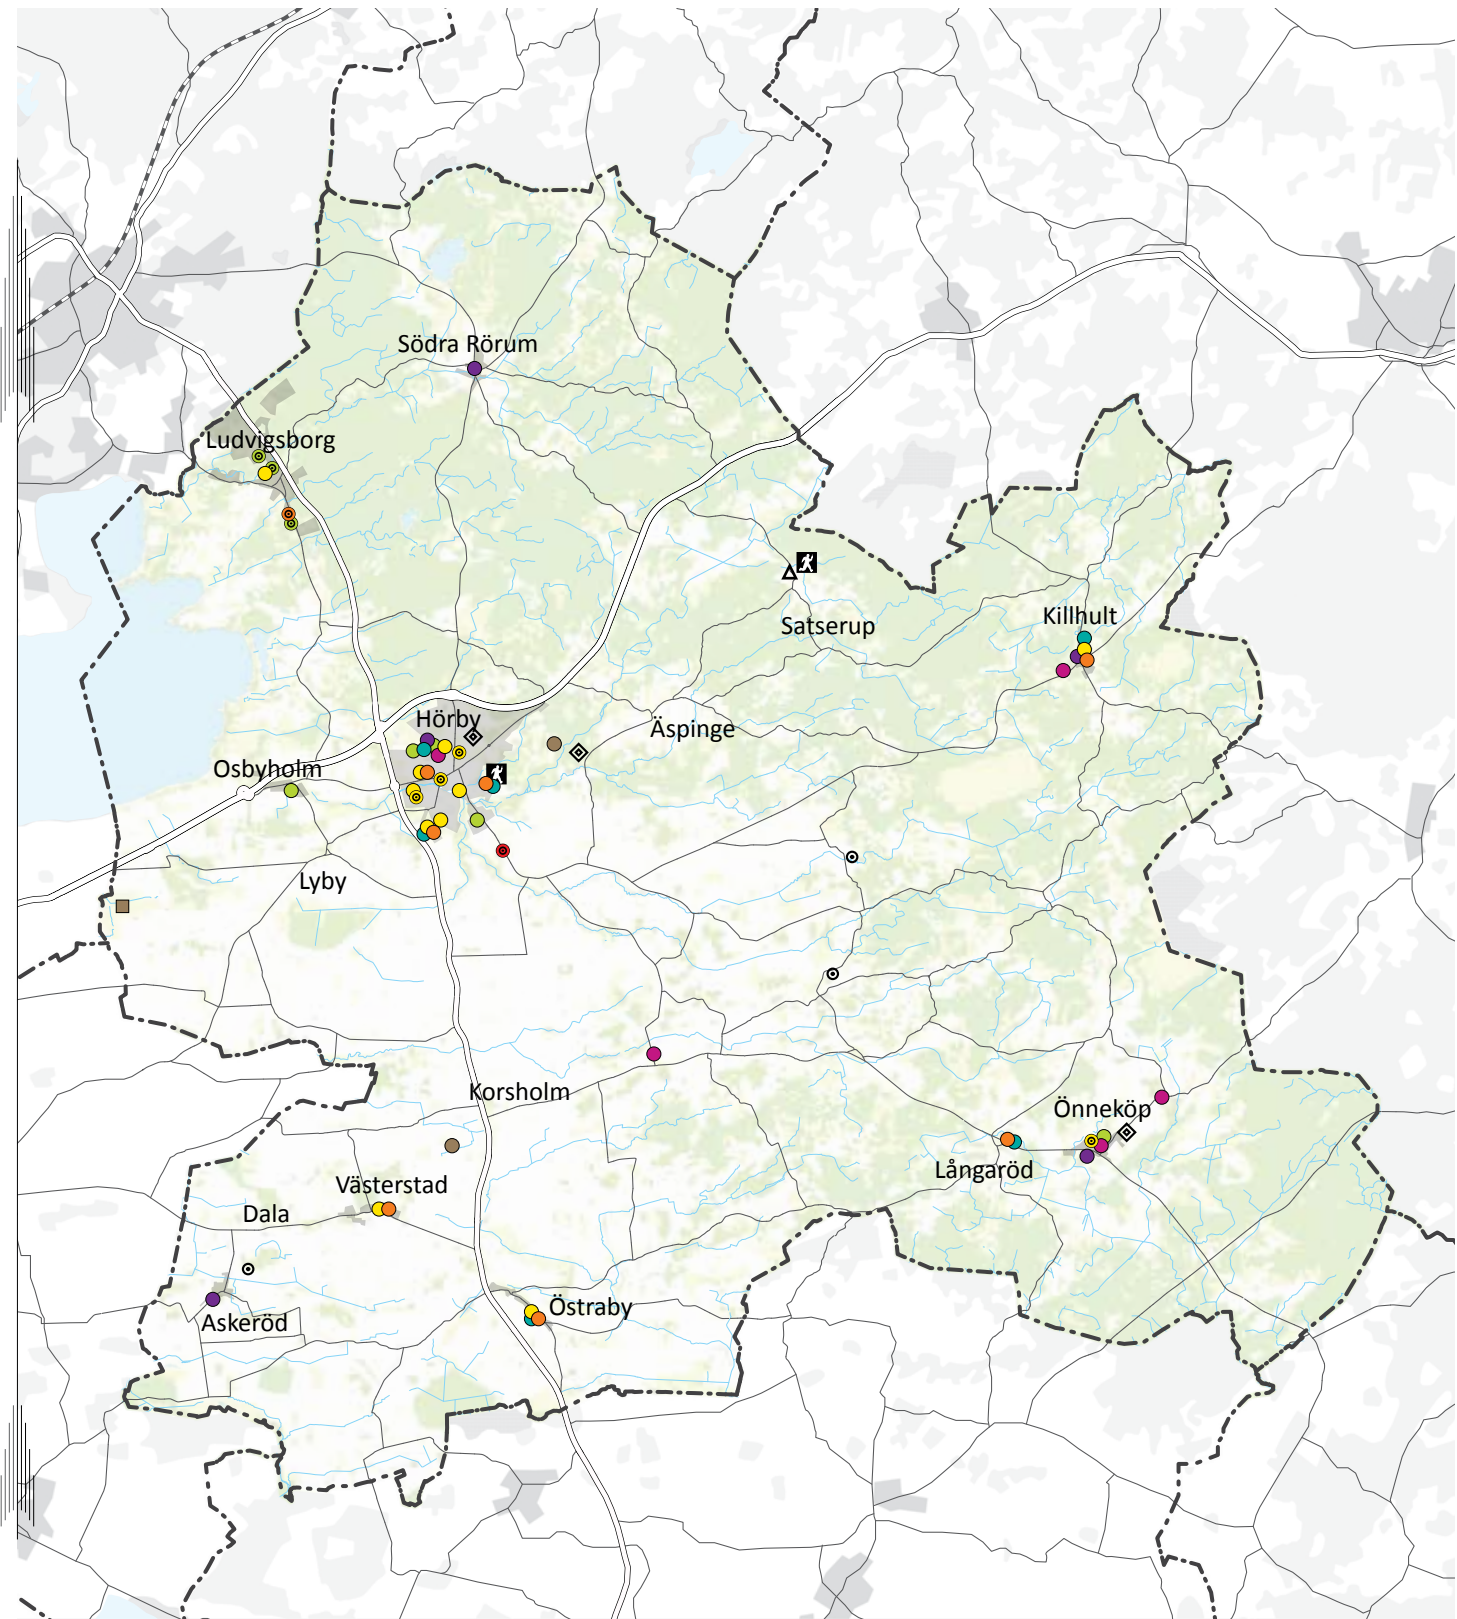 Södra Rörum
Ludvigsborg
Killhult
Satserup
Hörby
Äspinge
Osbyholm
Lyby
Korsholm
Önneköp
Långaröd
Västerstad
Dala
Östraby
Askeröd